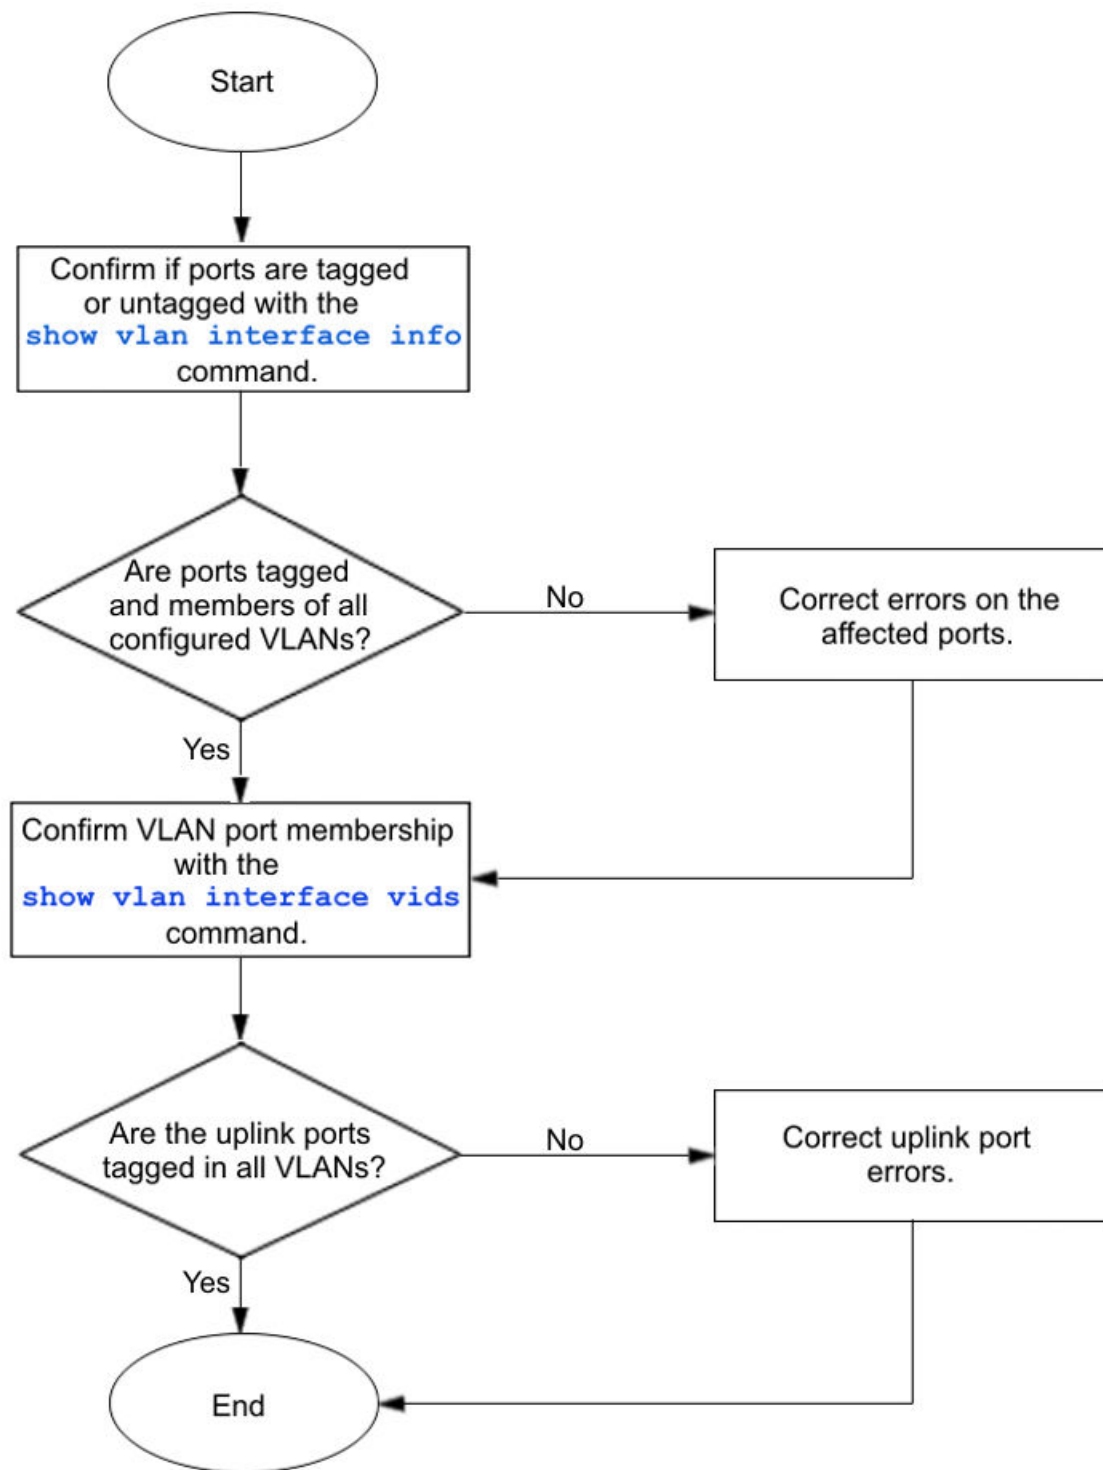 Start
Confirm if ports are tagged
or untagged with the
show vlan interface info
command.
Are ports tagged
and members of all
configured VLANs?
No
Correct errors on the
affected ports.
Yes
Confirm VLAN port membership
with the
show vlan interface vids
command.
Are the uplink ports
tagged in all VLANs?
No
Correct uplink port
errors.
Yes
End